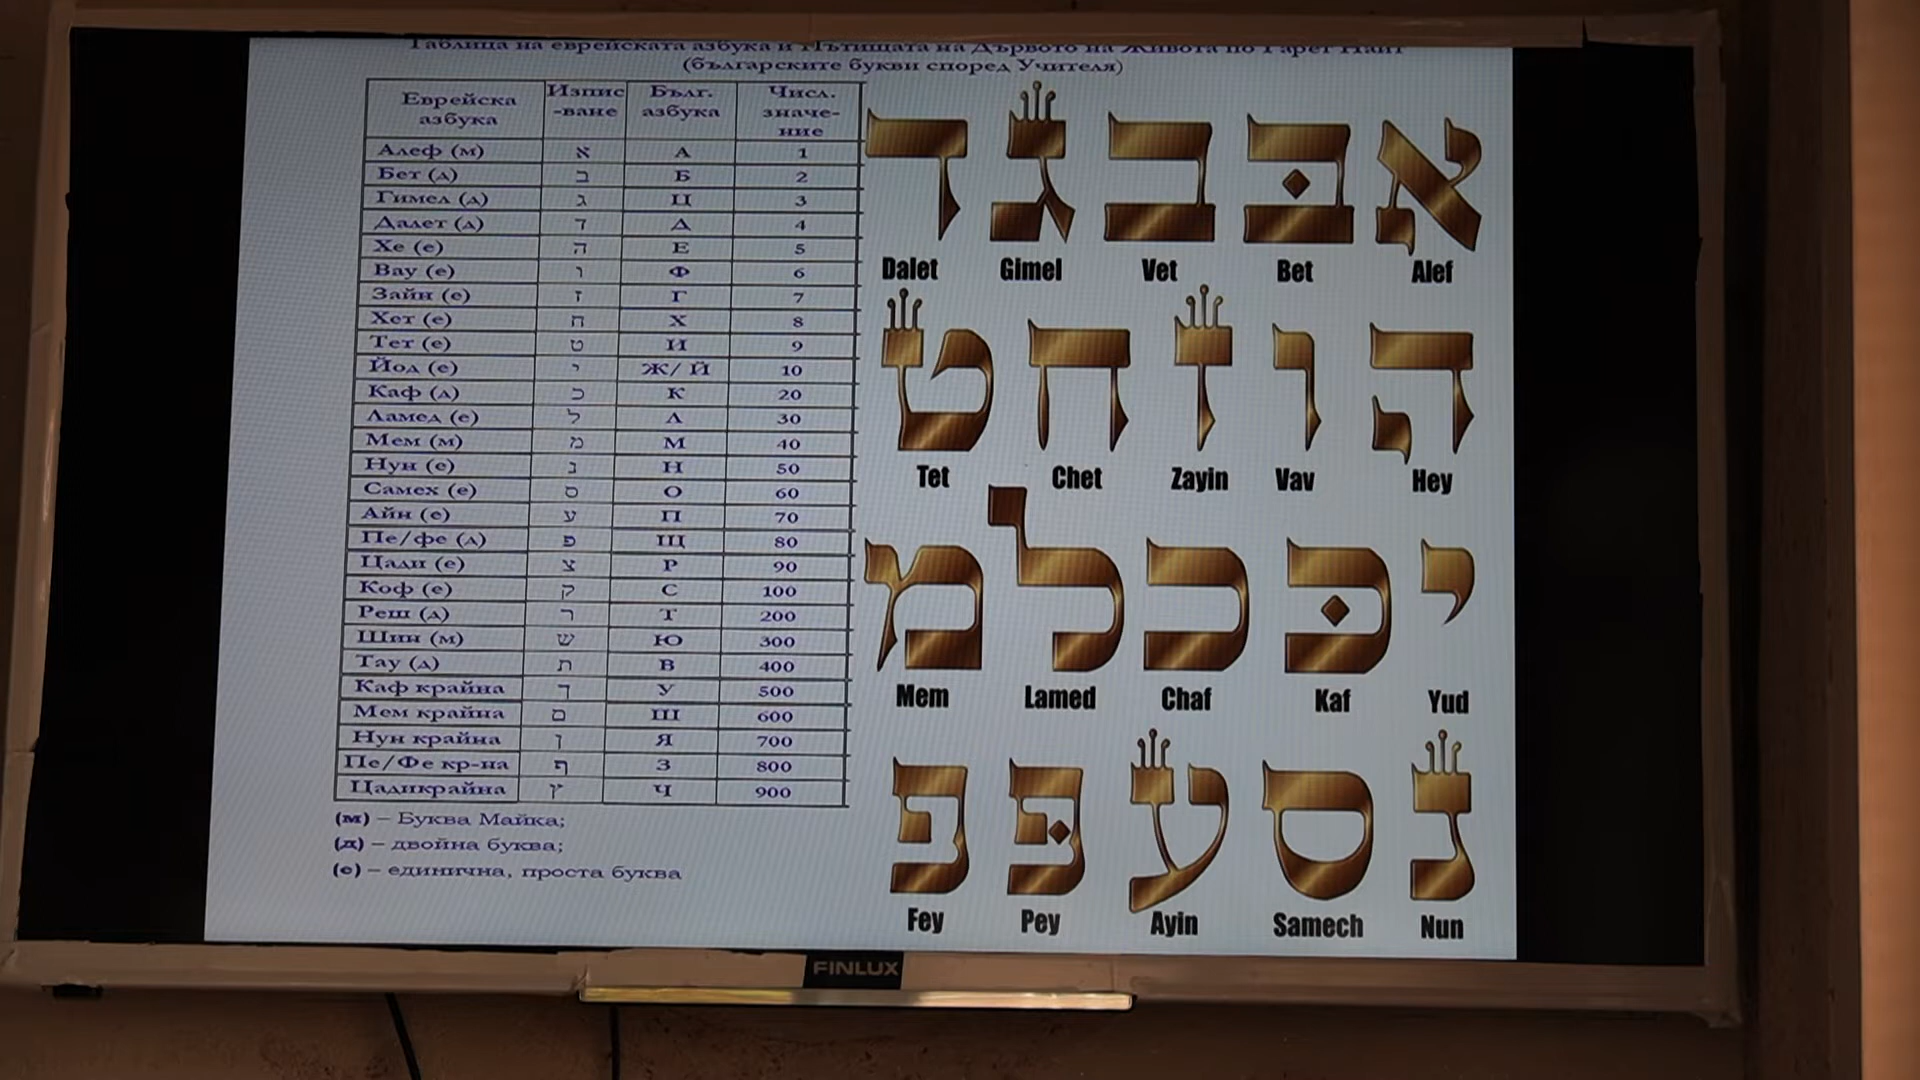 Таблица на еврейската азбука и Пътищата на Дървото на Живота по Гарет Найт
(българските букви според Учителя)
Еврейска азбука Изпис-ване Бълг. азбука Числ. значе-ние
Алеф (м) א А 1
Бет (д) ב Б 2
Гимел (д) ג Ц 3
Далет (д) ד Д 4
Хе (е) ה Е 5
Вау (е) ו Ф 6
Зайн (е) ז Г 7
Хет (е) ח Х 8
Тет (е) ט И 9
Йод (е) י Ж/ Й 10
Каф (д) כ К 20
Ламед (е) ל Л 30
Мем (м) מ М 40
Нун (е) נ Н 50
Самех (е) ס О 60
Айн (е) ע П 70
Пе/фе (д) פ Щ 80
Цади (е) צ Р 90
Коф (е) ק С 100
Реш (д) ר Т 200
Шин (м) ש Ю 300
Тау (д) ת В 400
Каф крайна ך У 500
Мем крайна ם Ш 600
Нун крайна ן Я 700
Пе/Фе кр-на ף З 800
Цадикрайна ץ Ч 900
(м) – Буква Майка;
(д) – двойна буква;
(е) – единична, проста буква
א בּ ב ג ד
Dalet Gimel Vet Bet Alef
ה ו ז ח ט
Tet Chet Zayin Vav Hey
י כּ כ ל מ
Mem Lamed Chaf Kaf Yud
נ ס ע פּ פ
Fey Pey Ayin Samech Nun
FINLUX